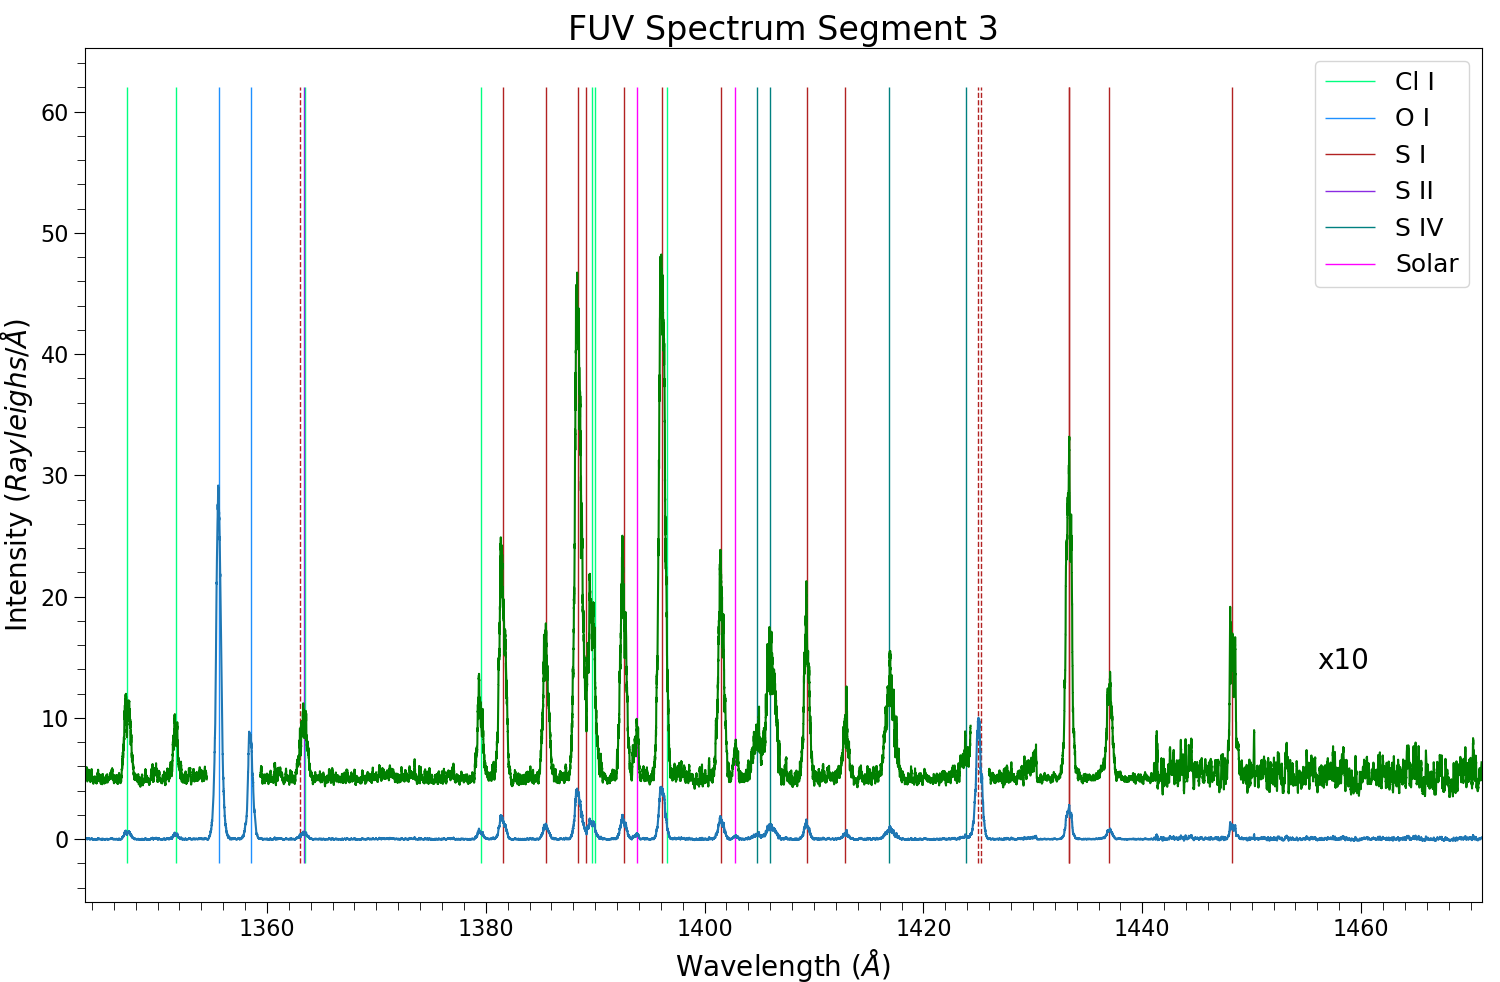 FUV Spectrum Segment 3
Cl I
O I
S I
S II
S IV
Solar
60
50
40
30
20
10
0
Intensity (Rayleighs/Å)
x10
1360 1380 1400 1420 1440 1460
Wavelength (Å)